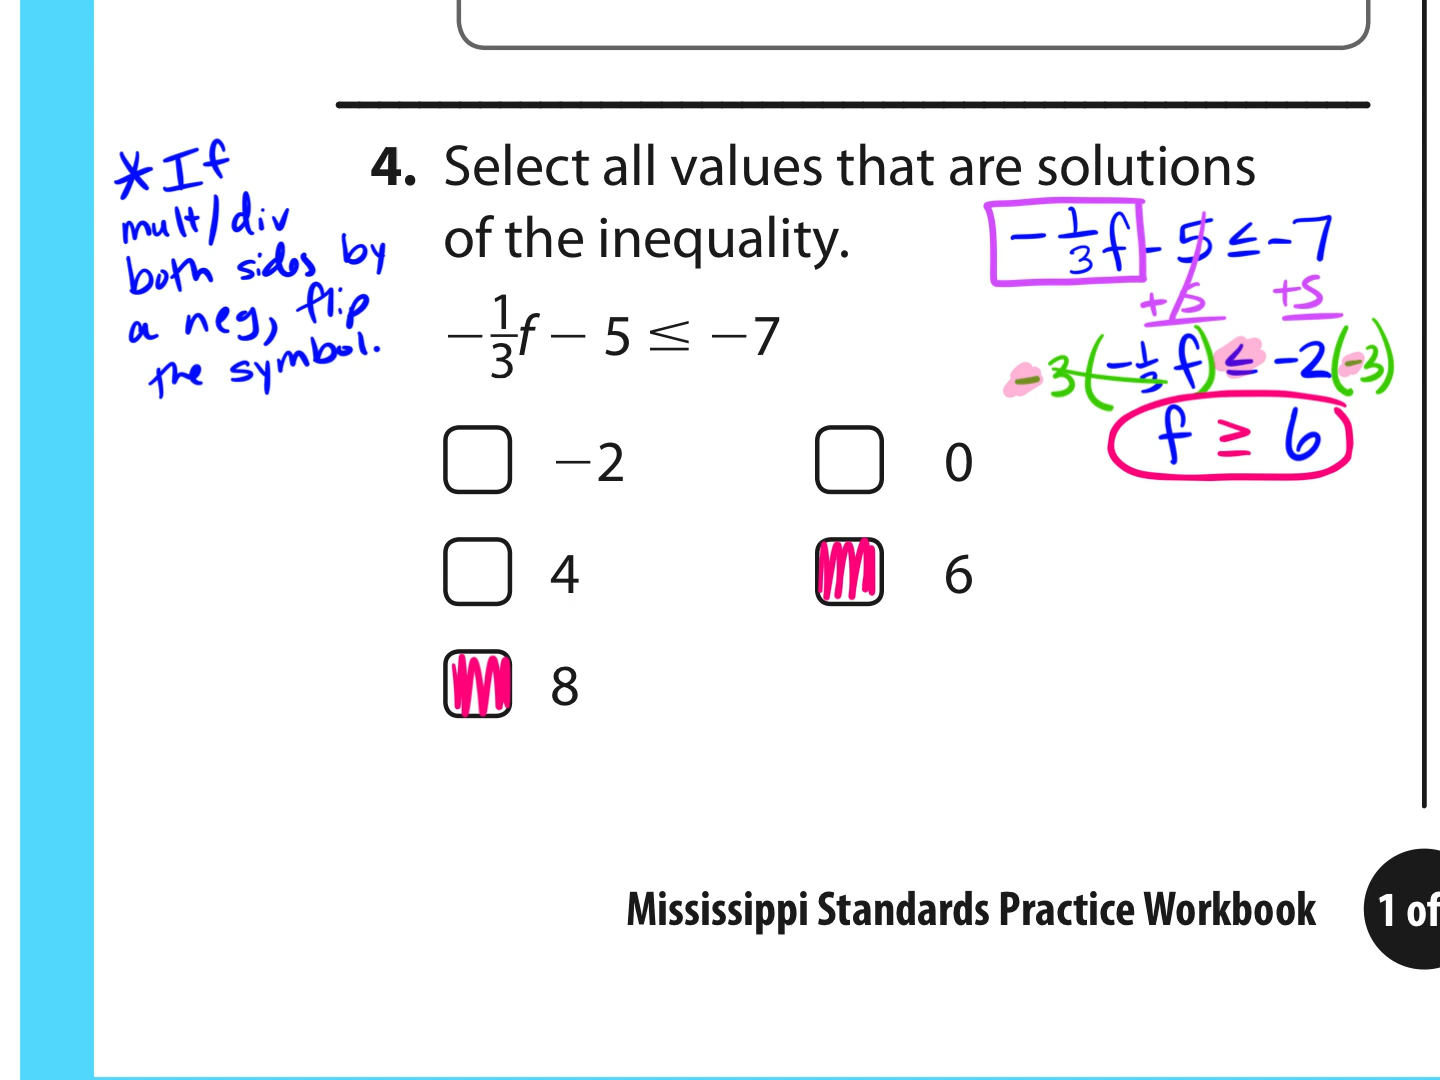 4. Select all values that are solutions
of the inequality.
−1/3f − 5 ≤ −7
−2
0
4
6
8
*If
mult/div
both sides by
a neg, flip
the symbol.
-1/3f - 5 ≤ -7
+5 +5
-3(-1/3f) ≤ -2(-3)
f ≥ 6
Mississippi Standards Practice Workbook
1 of